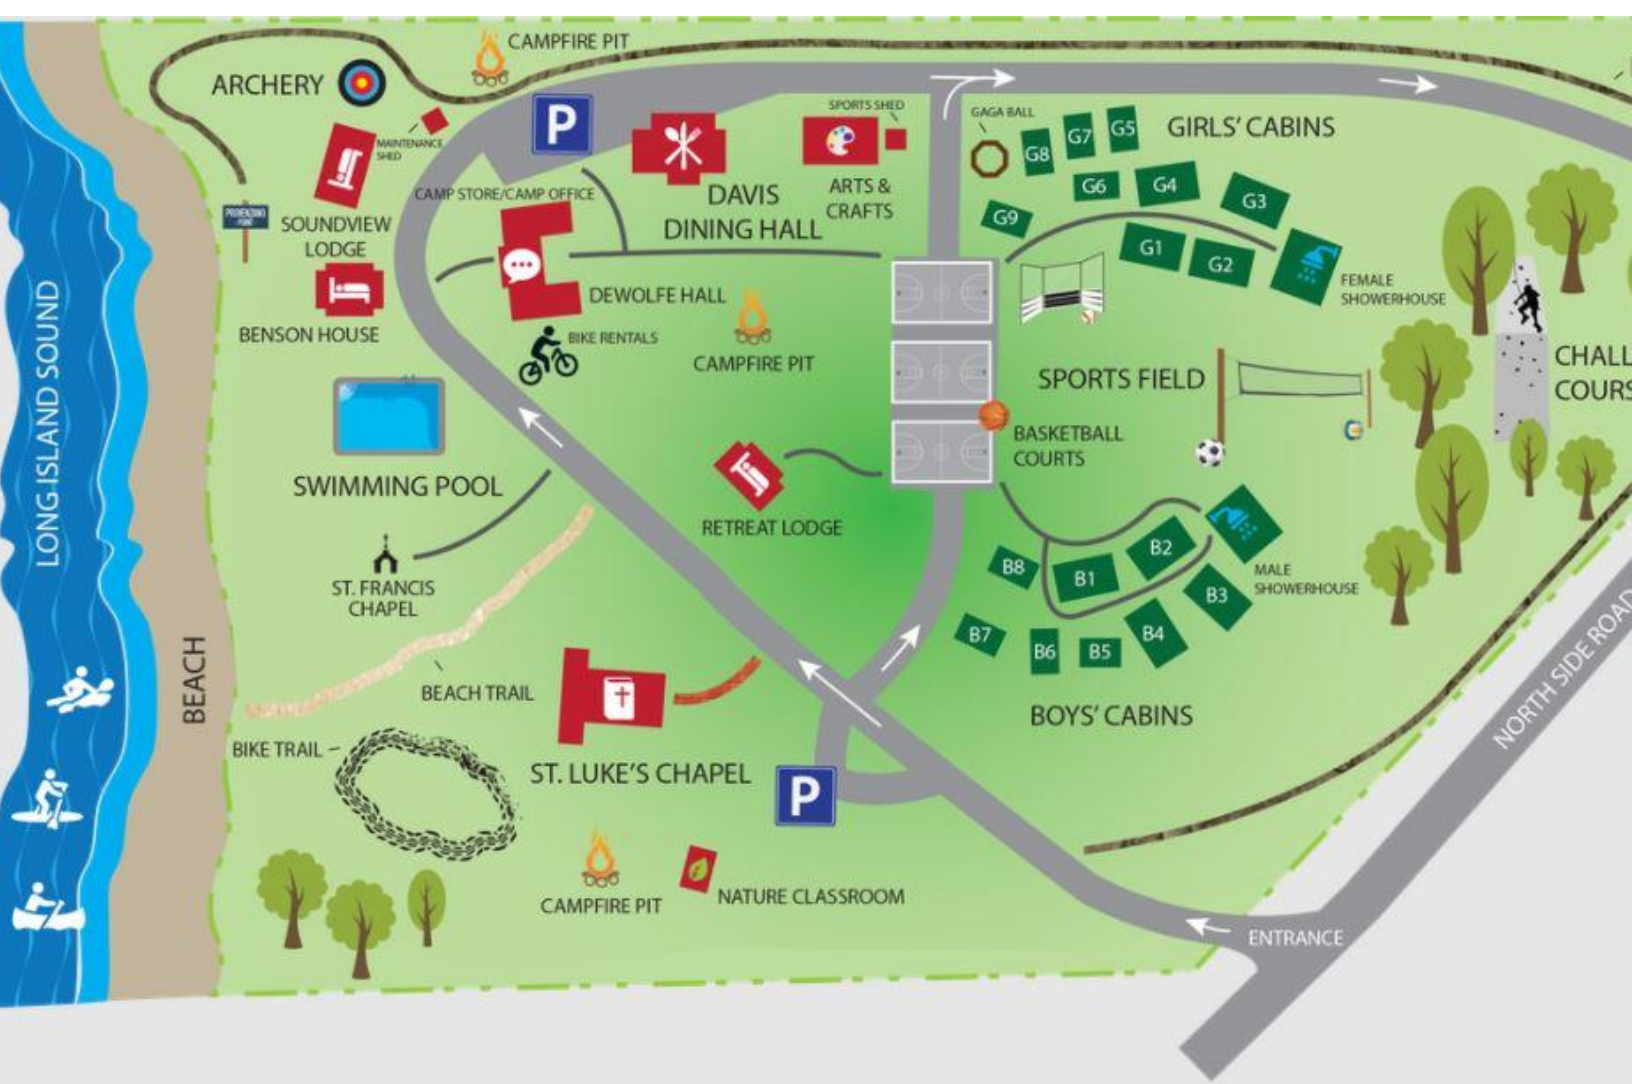 CAMPFIRE PIT
ARCHERY
P
MAINTENANCE
SHED
SPORTS SHED
GAGA BALL
G8
G7
G5
GIRLS' CABINS
CAMP STORE/CAMP OFFICE
DAVIS
DINING HALL
ARTS &
CRAFTS
G6
G4
G3
G9
G1
G2
SOUNDVIEW
LODGE
FEMALE
SHOWERHOUSE
DEWOLFE HALL
BENSON HOUSE
BIKE RENTALS
CAMPFIRE PIT
SPORTS FIELD
CHALL
COURS
LONG ISLAND SOUND
BASKETBALL
COURTS
SWIMMING POOL
RETREAT LODGE
ST. FRANCIS
CHAPEL
B8
B1
B2
B3
MALE
SHOWERHOUSE
B7
B6
B5
B4
BEACH
BEACH TRAIL
BOYS' CABINS
NORTH SIDE ROAD
BIKE TRAIL
ST. LUKE'S CHAPEL
P
CAMPFIRE PIT
NATURE CLASSROOM
ENTRANCE